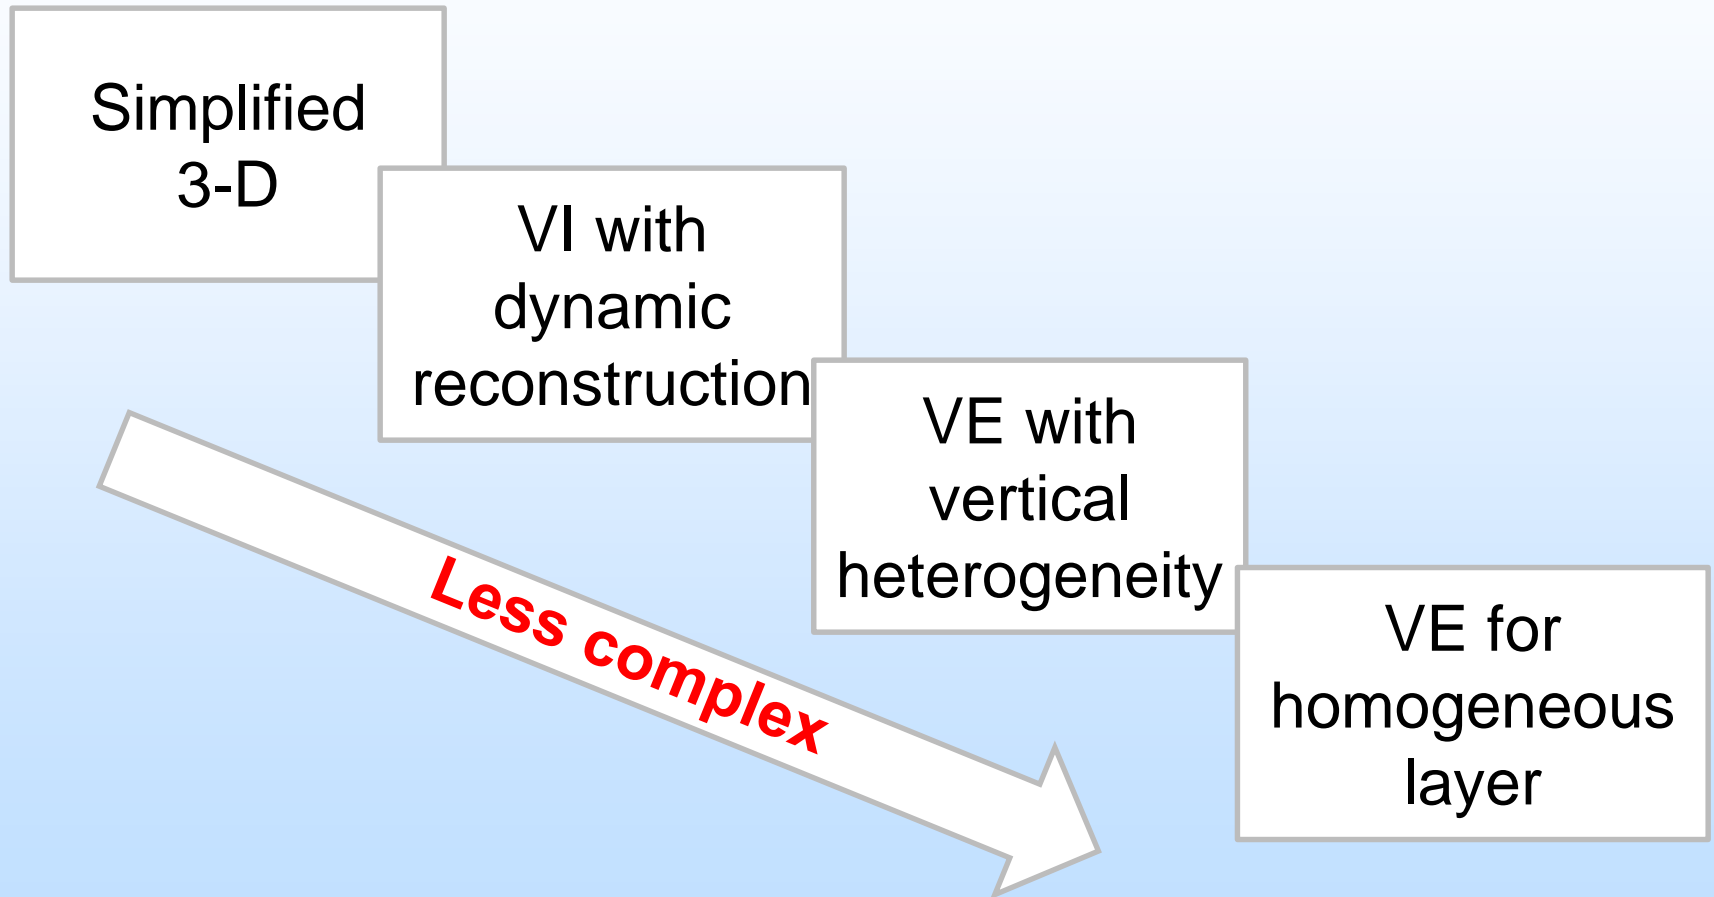 Simplified
3-D
VI with
dynamic
reconstruction
VE with
vertical
heterogeneity
VE for
homogeneous
layer
Less complex